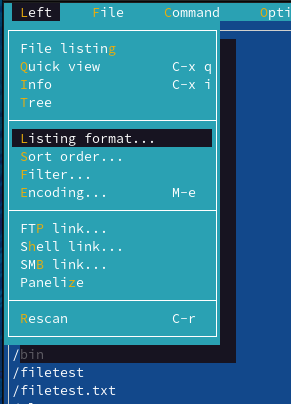 Left File Command Opti
File listing
Quick view C-x q
Info C-x i
Tree
Listing format...
Sort order...
Filter...
Encoding... M-e
FTP link...
Shell link...
SMB link...
Panelize
Rescan C-r
/bin
/filetest
/filetest.txt